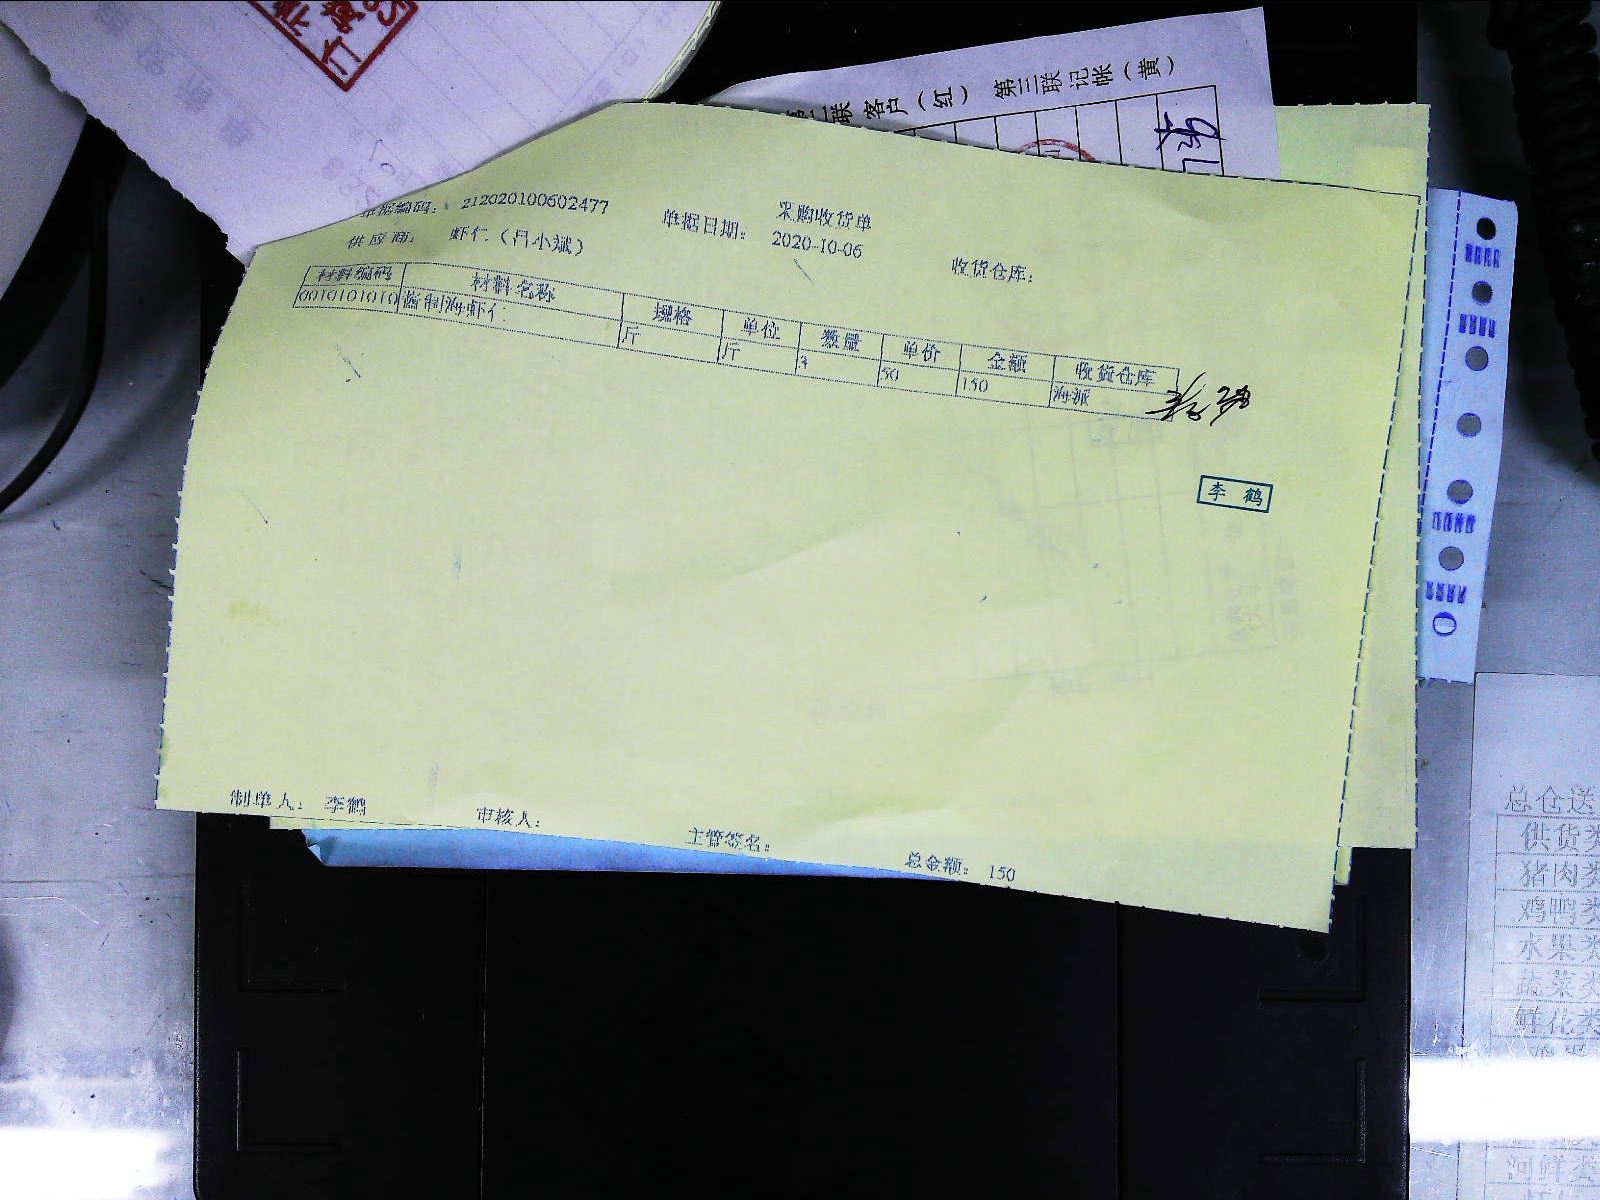 第三联 记帐（黄）
客户（红）
采购收货单
单据编码： 212020100602477
单据日期： 2020-10-06
供应商： 虾仁（吕小斌）
收货仓库：
材料编码 材料名称 规格 单位 数量 单价 金额 收货仓库
0010101010 海虾仁 斤 斤 3 50 150 海派
李鹤
制单人： 李鹤
审核人：
主管签名：
总金额： 150
总仓送
供货类
猪肉类
鸡鸭类
水果类
蔬菜类
鲜花类
河鲜类